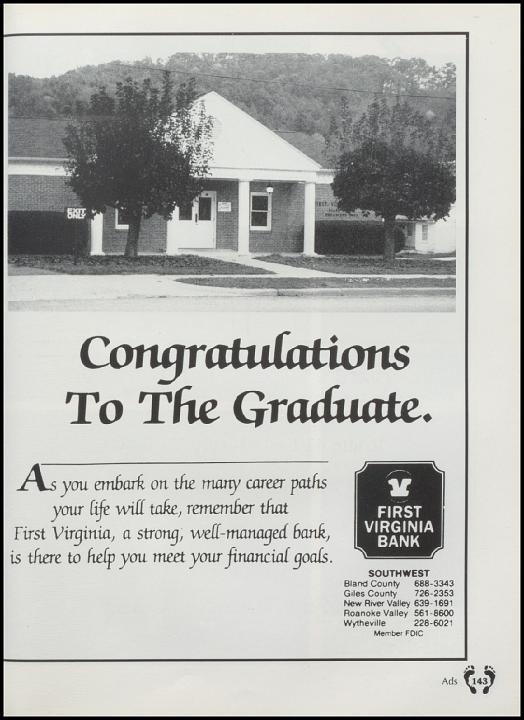 EXIT
ONLY
FIRST
Congratulations
To The Graduate.
As you embark on the many career paths
your life will take, remember that
First Virginia, a strong, well-managed bank,
is there to help you meet your financial goals.
FIRST
VIRGINIA
BANK
SOUTHWEST
Bland County 688-3343
Giles County 726-2353
New River Valley 639-1691
Roanoke Valley 561-8600
Wytheville 228-6021
Member FDIC
Ads 143